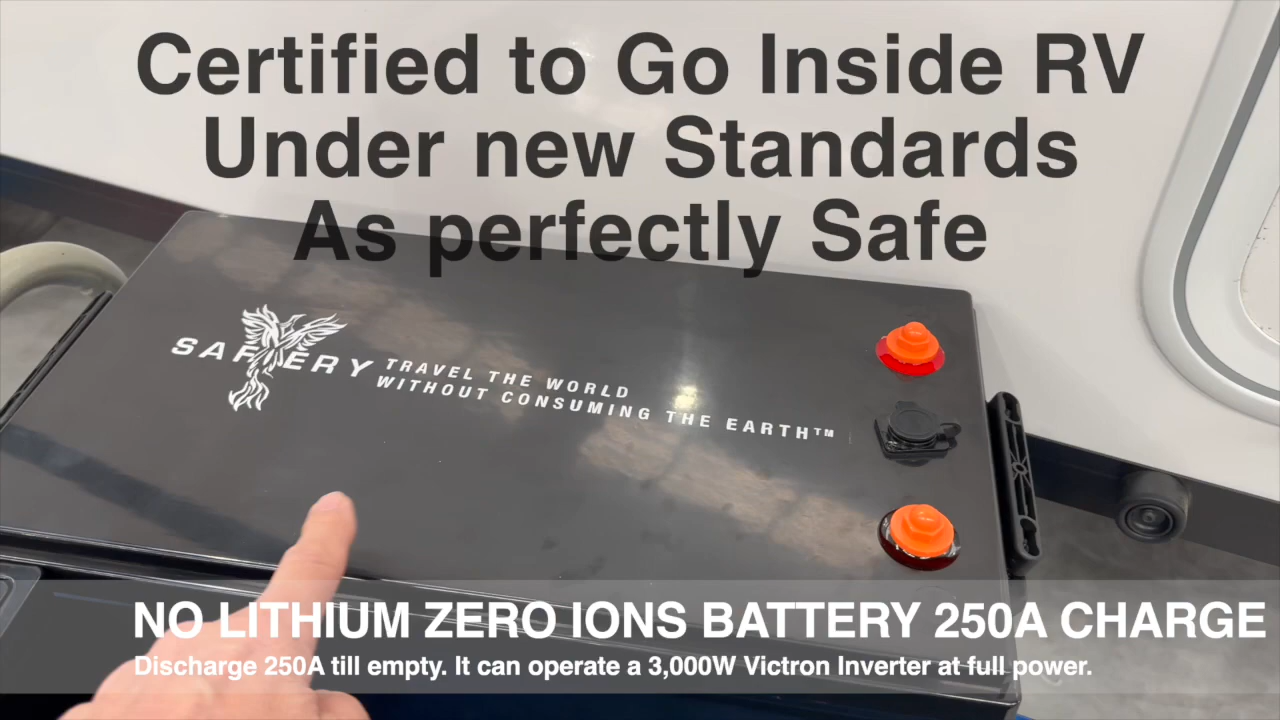 Certified to Go Inside RV
Under new Standards
As perfectly Safe
SAFIERY TRAVEL THE WORLD
WITHOUT CONSUMING THE EARTH™
NO LITHIUM ZERO IONS BATTERY 250A CHARGE
Discharge 250A till empty. It can operate a 3,000W Victron Inverter at full power.